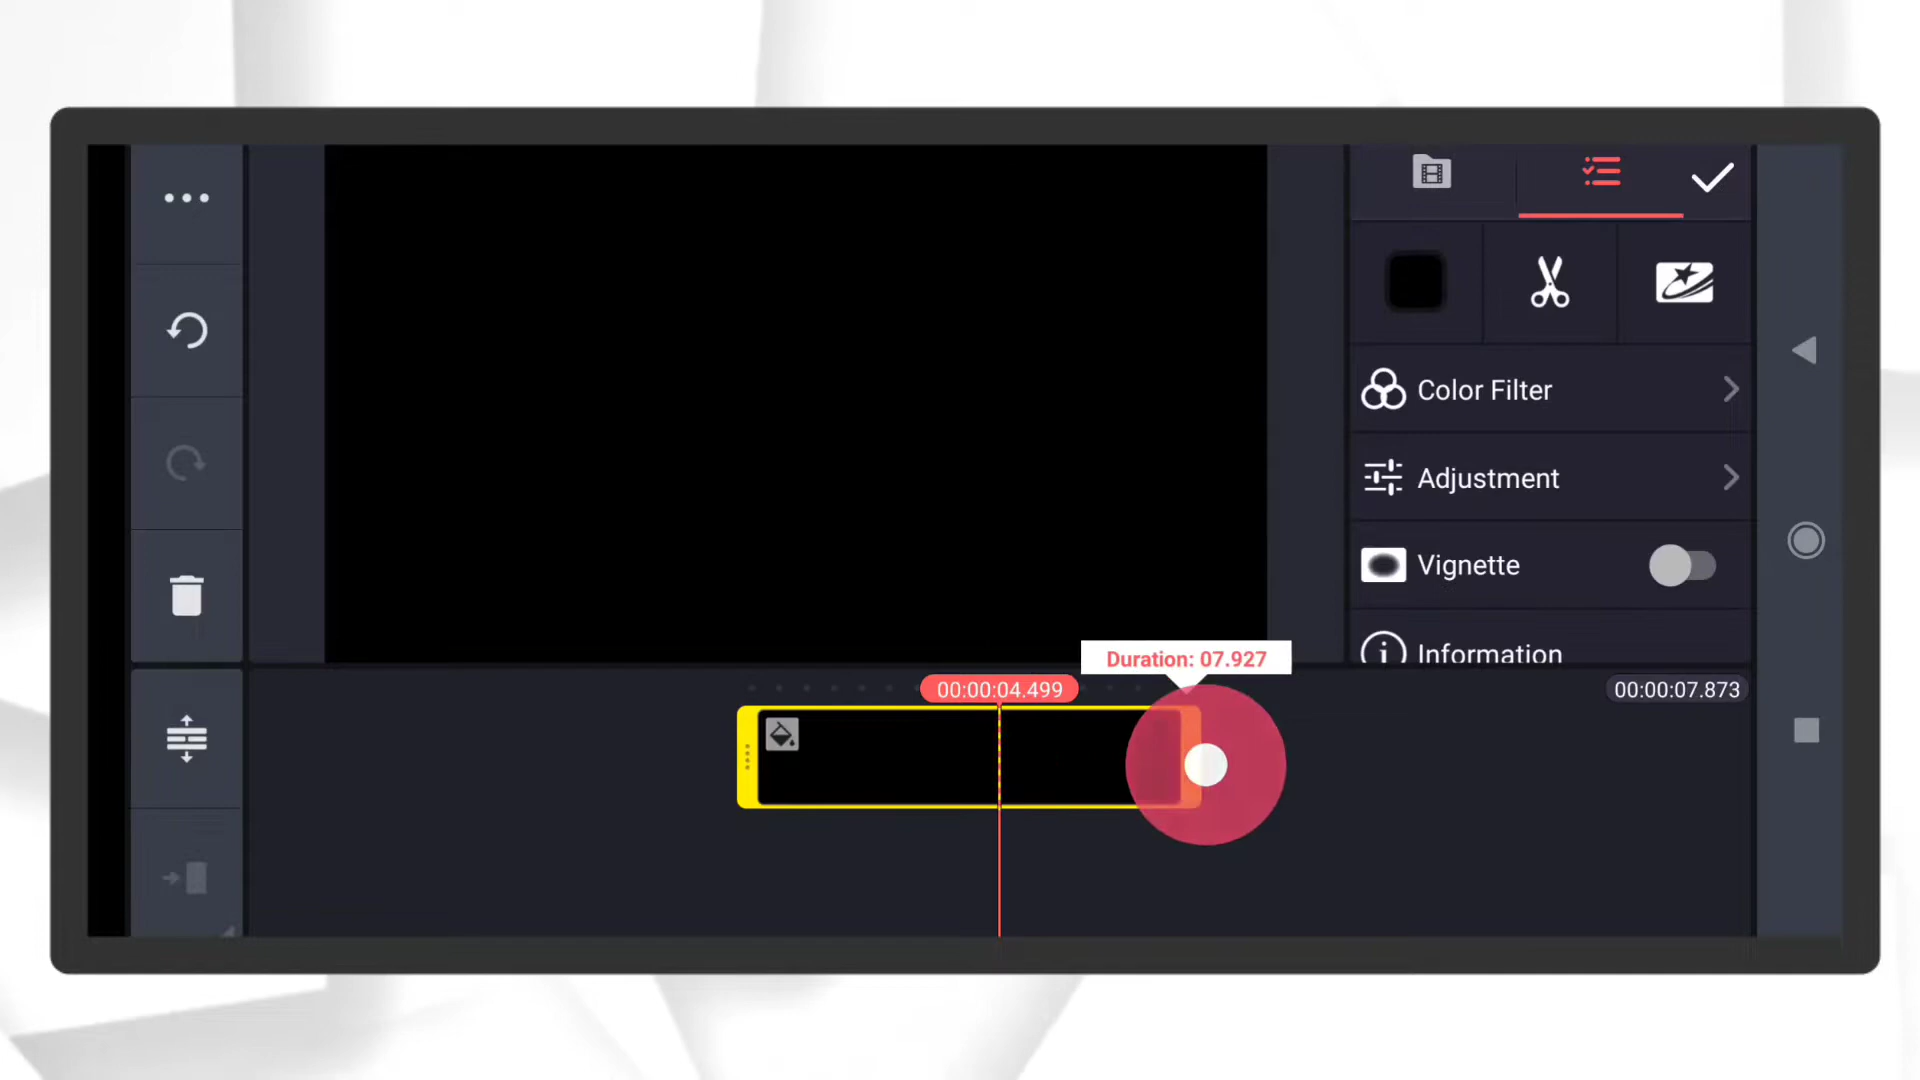 Color Filter
Adjustment
Vignette
Information
Duration: 07.927
00:00:04.499
00:00:07.873